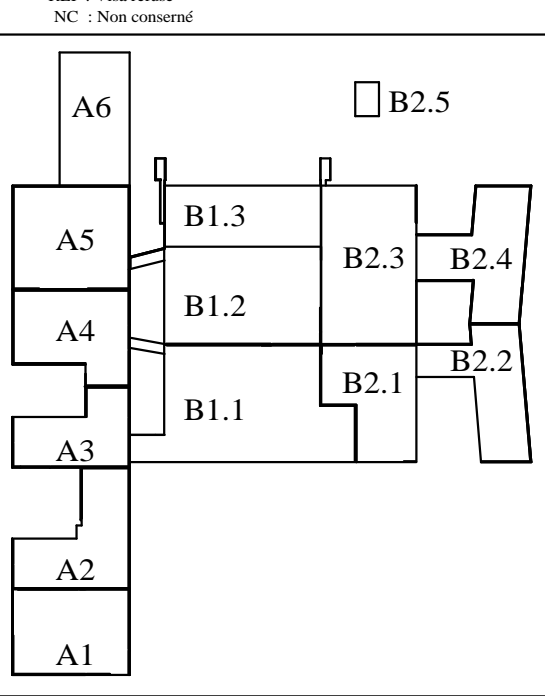 NC : Non conserné
A6
B2.5
B1.3
A5
B2.3
B2.4
B1.2
A4
B2.2
B2.1
B1.1
A3
A2
A1